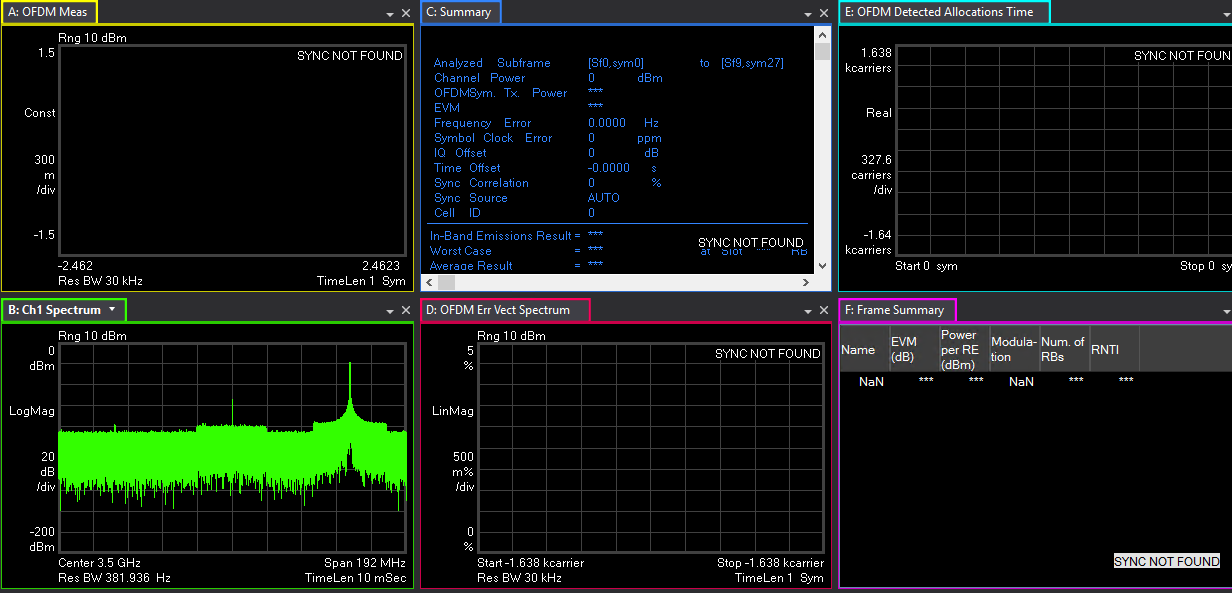 A: OFDM Meas
Rng 10 dBm
1.5
SYNC NOT FOUND
Const
300
m
/div
-1.5
-2.462
2.4623
Res BW 30 kHz
TimeLen 1 Sym
C: Summary
Analyzed Subframe [Sf0,sym0] to [Sf9,sym27]
Channel Power 0 dBm
OFDMSym. Tx. Power ***
EVM ***
Frequency Error 0.0000 Hz
Symbol Clock Error 0 ppm
IQ Offset 0 dB
Time Offset -0.0000 s
Sync Correlation 0 %
Sync Source AUTO
Cell ID 0
In-Band Emissions Result = ***
SYNC NOT FOUND
Worst Case = *** at Slot RB
Average Result = ***
E: OFDM Detected Allocations Time
1.638
kcarriers
SYNC NOT FOUN
Real
327.6
carriers
/div
-1.64
kcarriers
Start 0 sym
Stop 0 sy
B: Ch1 Spectrum
Rng 10 dBm
0
dBm
LogMag
20
dB
/div
-200
dBm
Center 3.5 GHz
Span 192 MHz
Res BW 381.936 Hz
TimeLen 10 mSec
D: OFDM Err Vect Spectrum
Rng 10 dBm
5
%
SYNC NOT FOUND
LinMag
500
m%
/div
0
%
Start -1.638 kcarrier
Stop -1.638 kcarrier
Res BW 30 kHz
TimeLen 1 Sym
F: Frame Summary
Name EVM (dB) Power per RE (dBm) Modula-tion Num. of RBs RNTI
NaN *** *** NaN *** ***
SYNC NOT FOUND